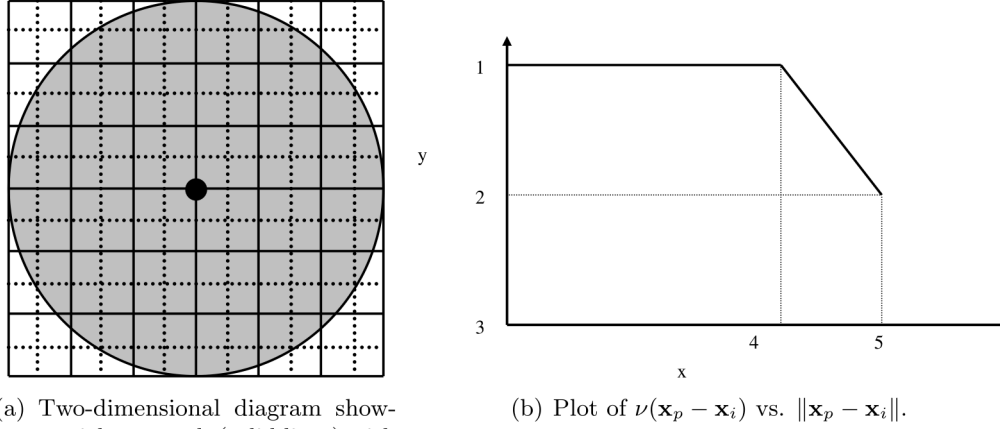 1
y
2
3
4
5
x
(a) Two-dimensional diagram show-
(b) Plot of ν(x_p − x_i) vs. ‖x_p − x_i‖.